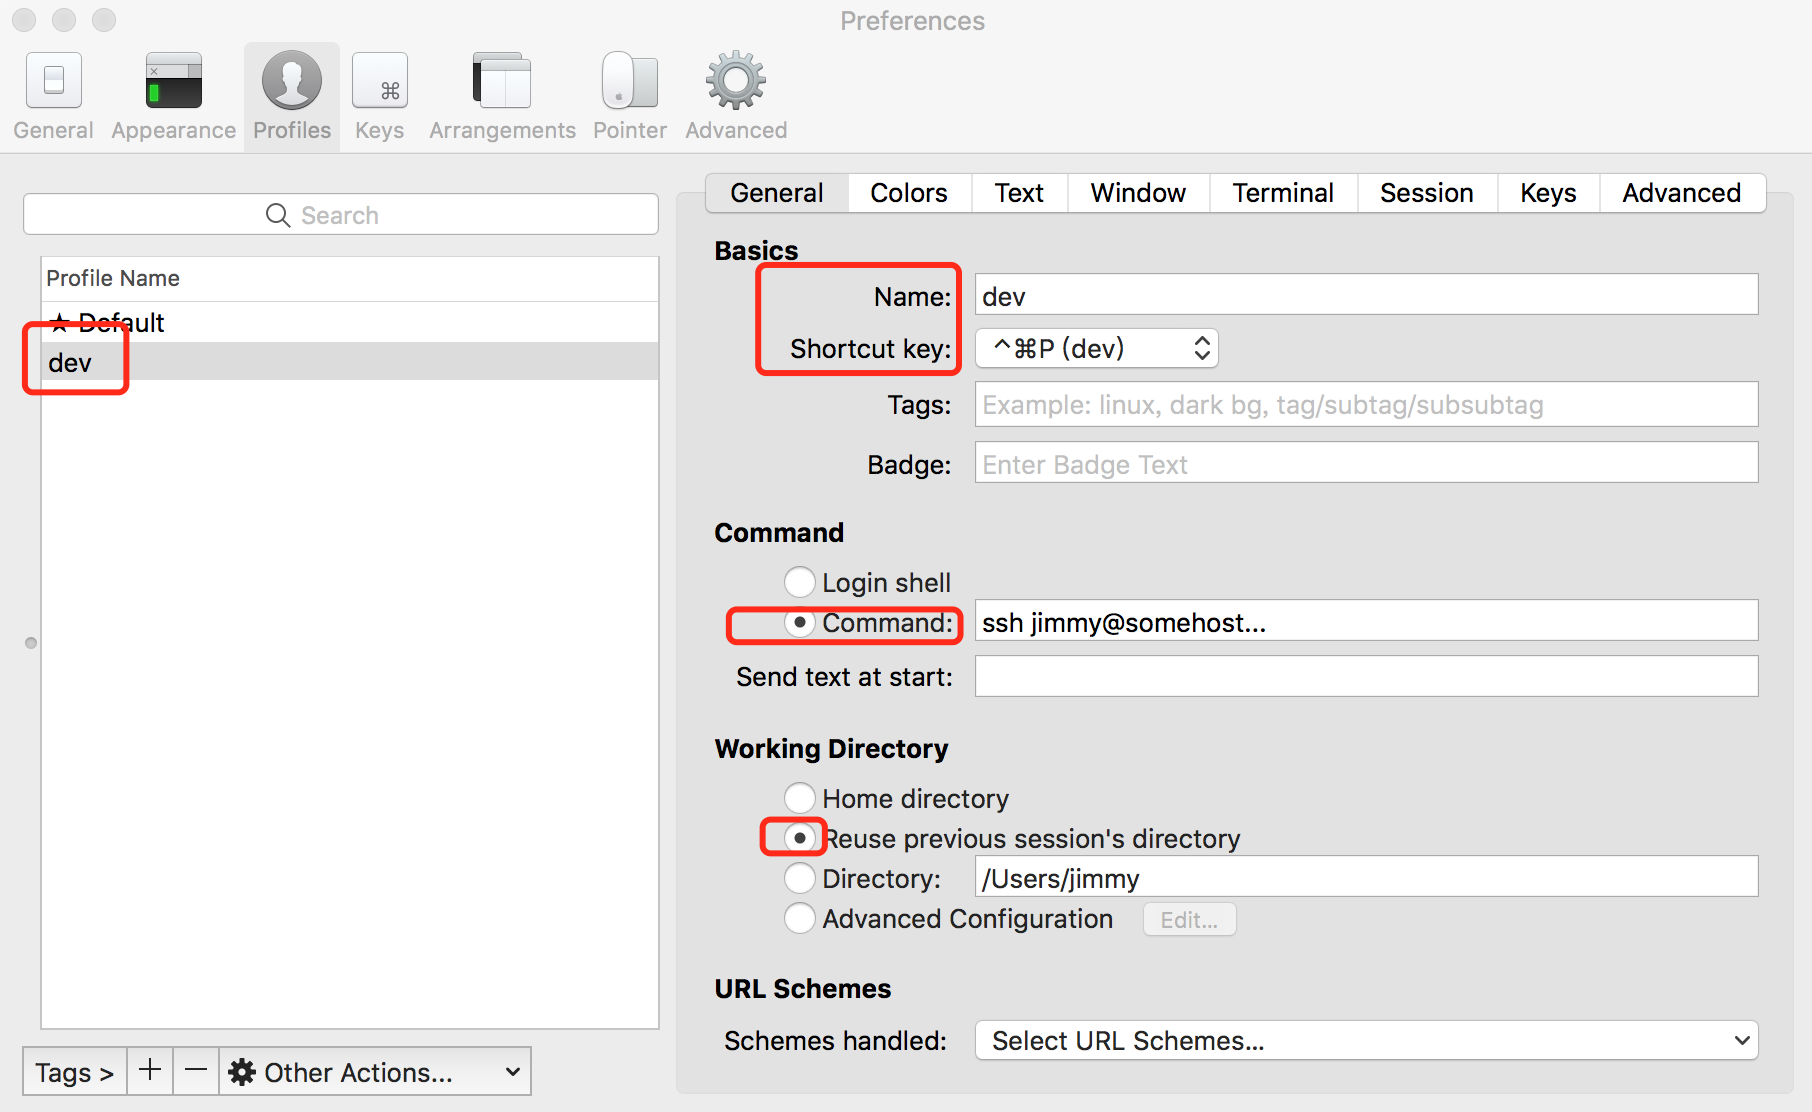 Preferences
General Appearance Profiles Keys Arrangements Pointer Advanced
Search
Profile Name
★ Default
dev
Tags > + − Other Actions...
General Colors Text Window Terminal Session Keys Advanced
Basics
Name: dev
Shortcut key: ^⌘P (dev)
Tags: Example: linux, dark bg, tag/subtag/subsubtag
Badge: Enter Badge Text
Command
Login shell
Command: ssh jimmy@somehost...
Send text at start:
Working Directory
Home directory
Reuse previous session's directory
Directory: /Users/jimmy
Advanced Configuration Edit...
URL Schemes
Schemes handled: Select URL Schemes...